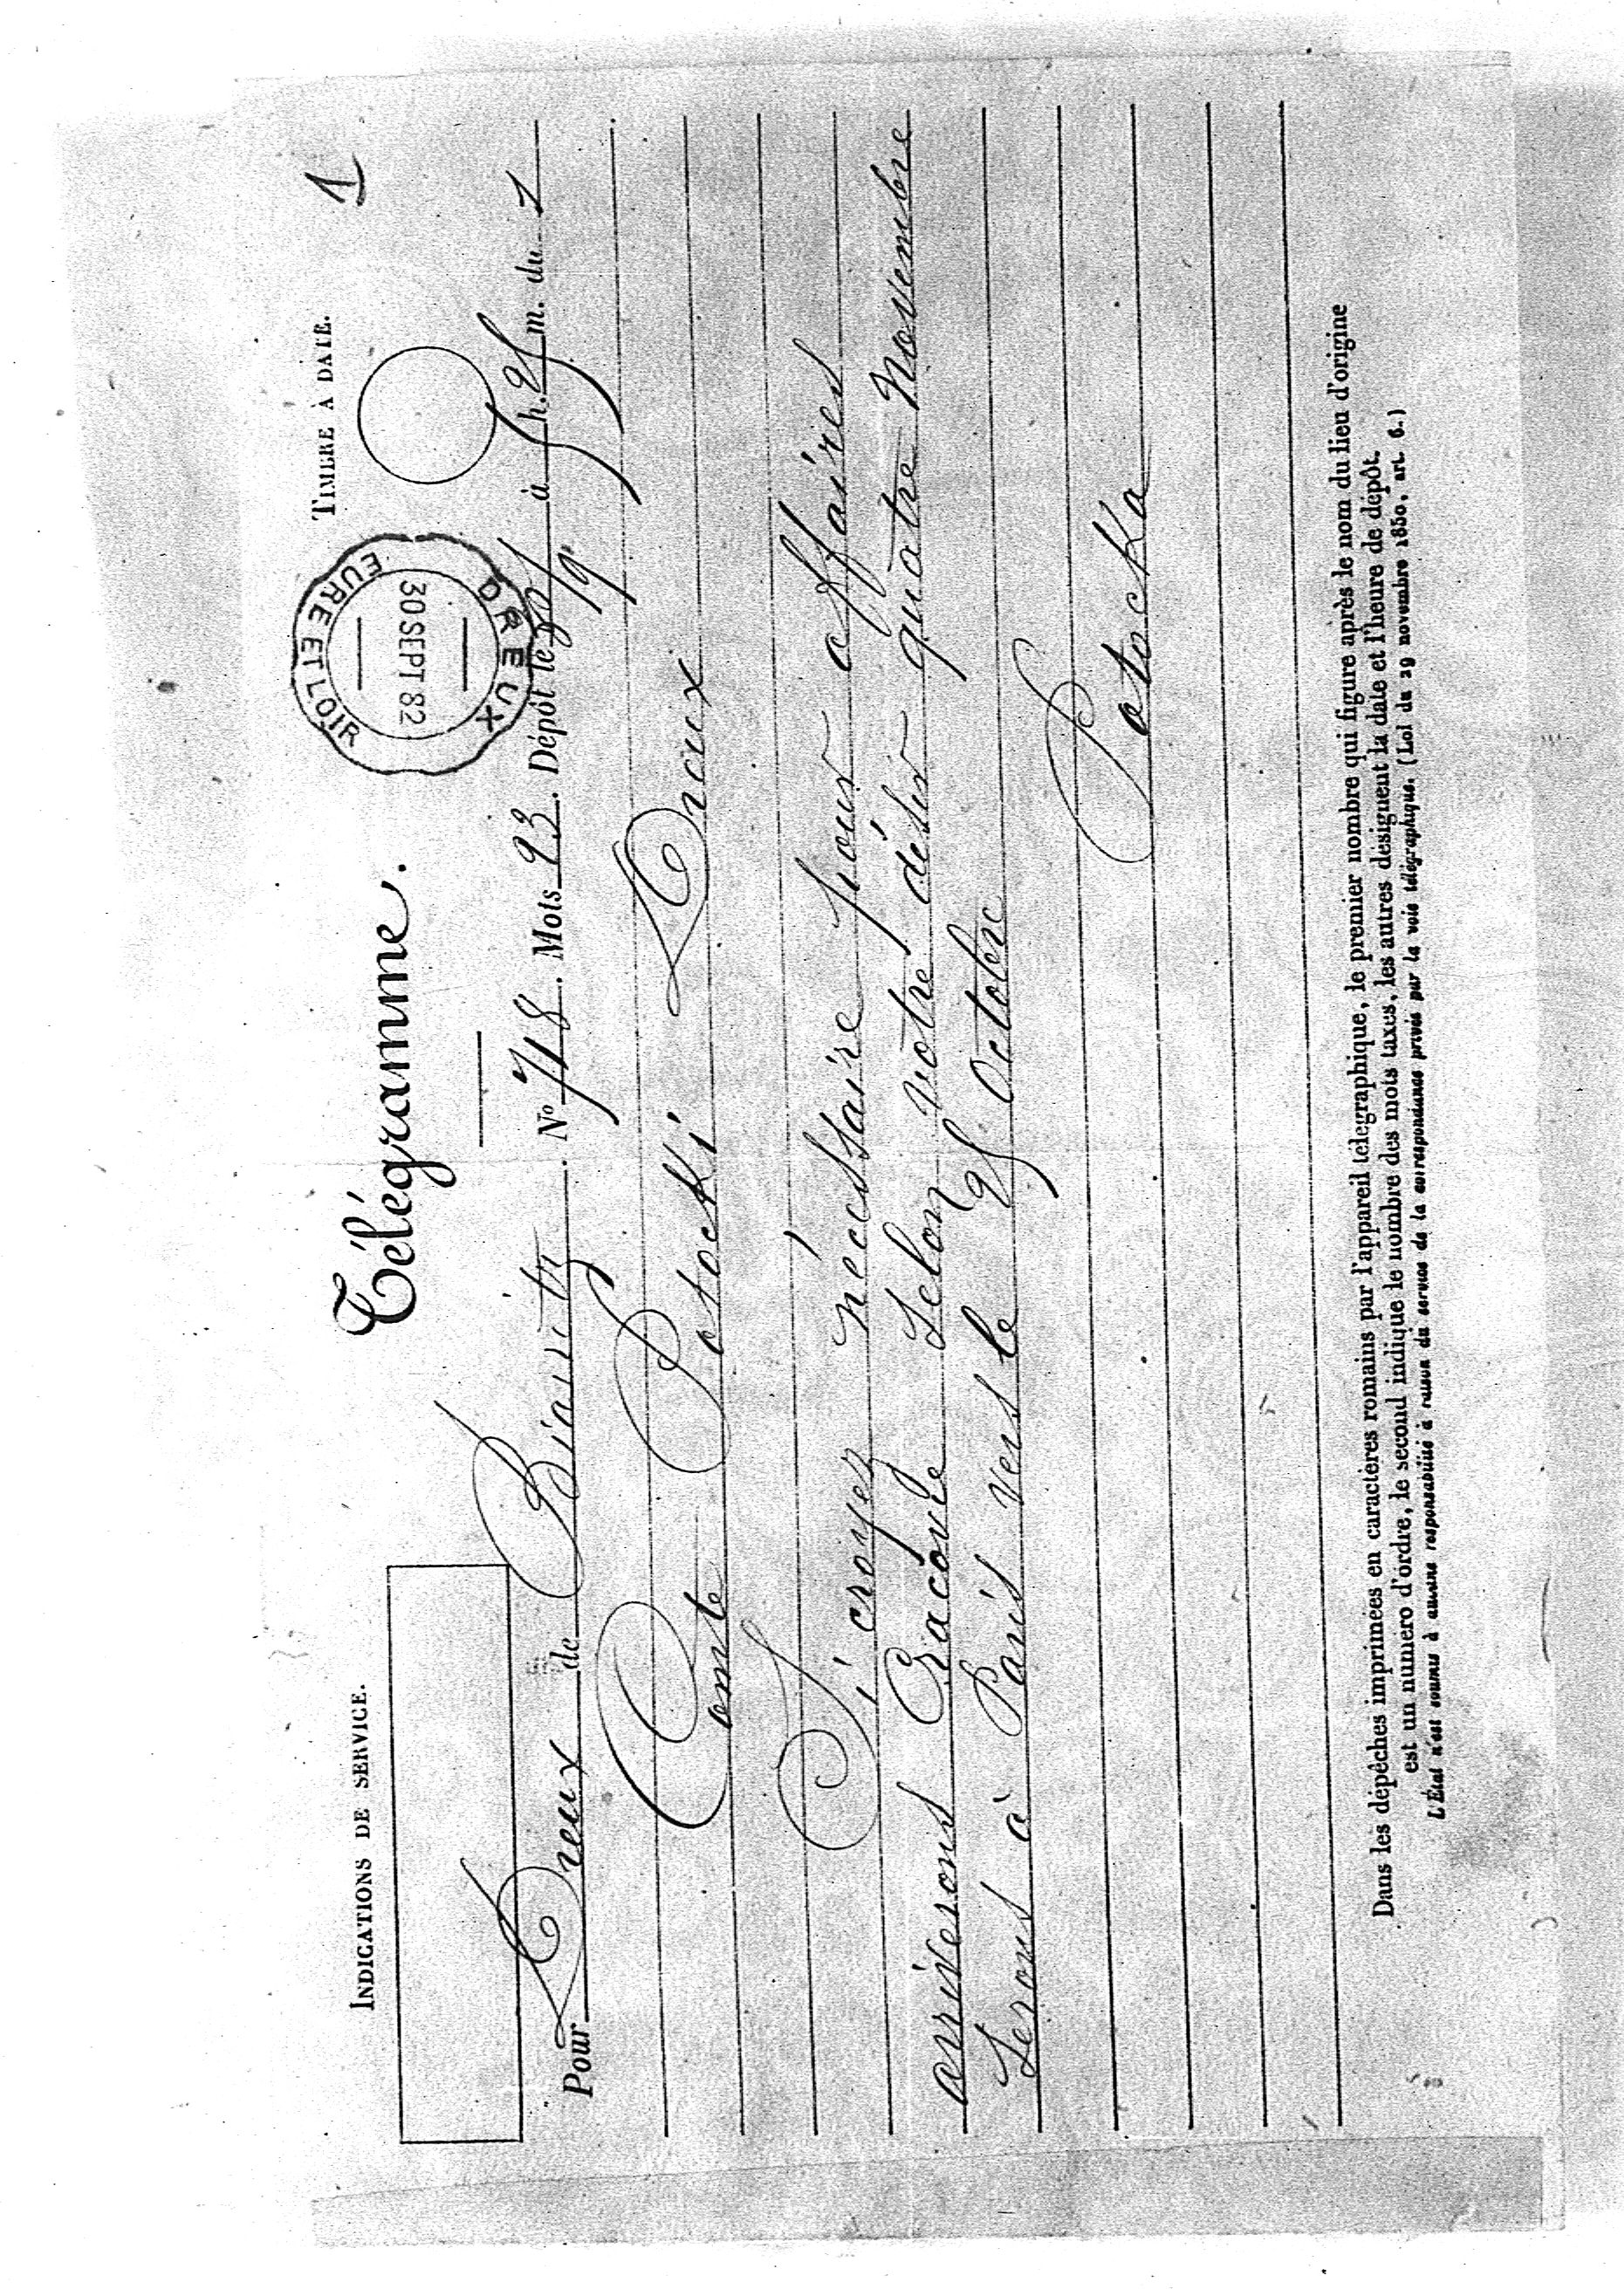 1
INDICATIONS DE SERVICE.
Télégramme.
TIMBRE À DATE.
DREUX
30 SEPT 82
EURE ET LOIR
Pour Dreux de Biarritz. N° 718. Mots 23. Dépôt le 30/9 à h. 25 m. du 1
Comte Potocki Dreux
Si croyez nécessaire pour affaires
arriverons Cracovie selon votre désir quatre Novembre
serons à Paris vers le 25 Octobre
Potocka
Dans les dépêches imprimées en caractères romains par l'appareil télégraphique, le premier nombre qui figure après le nom du lieu d'origine
est un numéro d'ordre, le second indique le nombre des mots taxés, les autres désignent la date et l'heure de dépôt.
L'État n'est soumis à aucune responsabilité à raison du service de la correspondance privée par la voie télégraphique. (Loi du 29 novembre 1850, art. 6.)